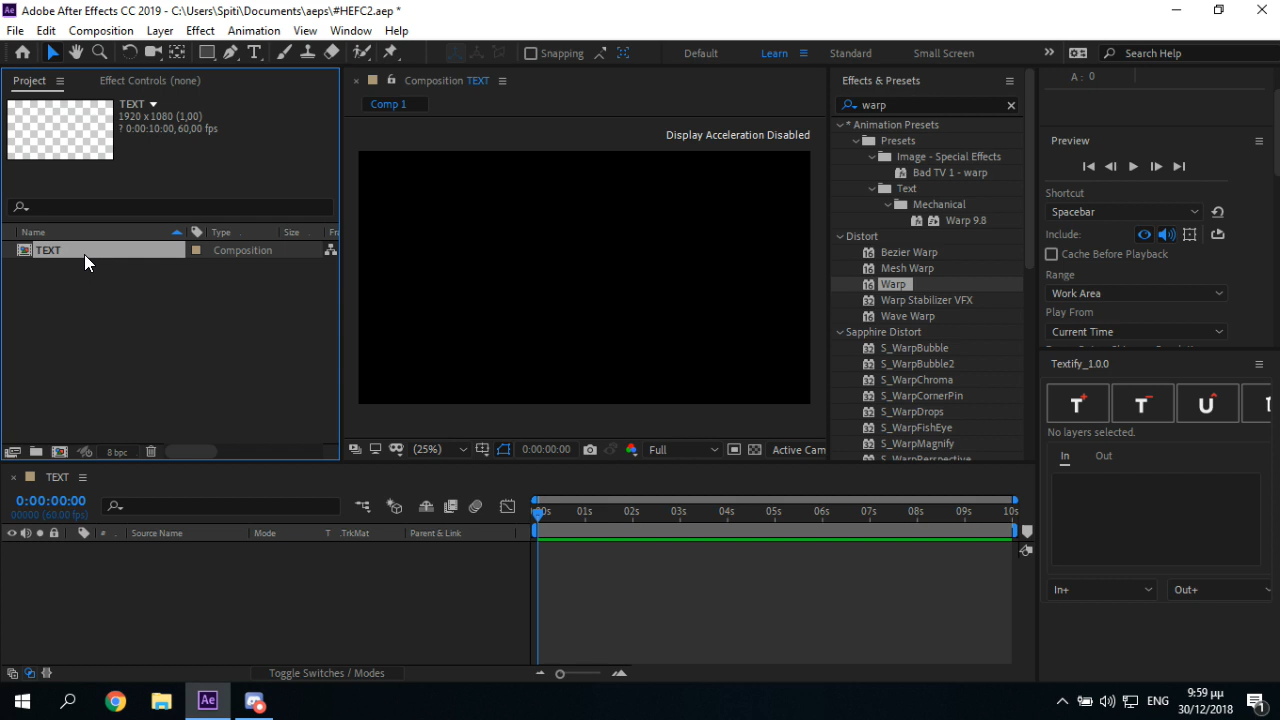 Adobe After Effects CC 2019 - C:\Users\Spiti\Documents\aeps\#HEFC2.aep *
File Edit Composition Layer Effect Animation View Window Help
Snapping Default Learn Standard Small Screen Search Help
Project Effect Controls (none)
TEXT
1920 x 1080 (1,00)
? 0:00:10:00, 60,00 fps
Name Type Size Fra
TEXT Composition
8 bpc
Composition TEXT
Comp 1
Display Acceleration Disabled
(25%) 0:00:00:00 Full Active Cam
Effects & Presets
warp
* Animation Presets
Presets
Image - Special Effects
Bad TV 1 - warp
Text
Mechanical
Warp 9.8
Distort
Bezier Warp
Mesh Warp
Warp
Warp Stabilizer VFX
Wave Warp
Sapphire Distort
S_WarpBubble
S_WarpBubble2
S_WarpChroma
S_WarpCornerPin
S_WarpDrops
S_WarpFishEye
S_WarpMagnify
S_WarpPerspective
A : 0
Preview
Shortcut
Spacebar
Include:
Cache Before Playback
Range
Work Area
Play From
Current Time
Textify_1.0.0
No layers selected.
In Out
In+ Out+
TEXT
0:00:00:00
00000 (60.00 fps)
:00s 01s 02s 03s 04s 05s 06s 07s 08s 09s 10s
# Source Name Mode T .TrkMat Parent & Link
Toggle Switches / Modes
ENG
9:59 μμ
30/12/2018
1